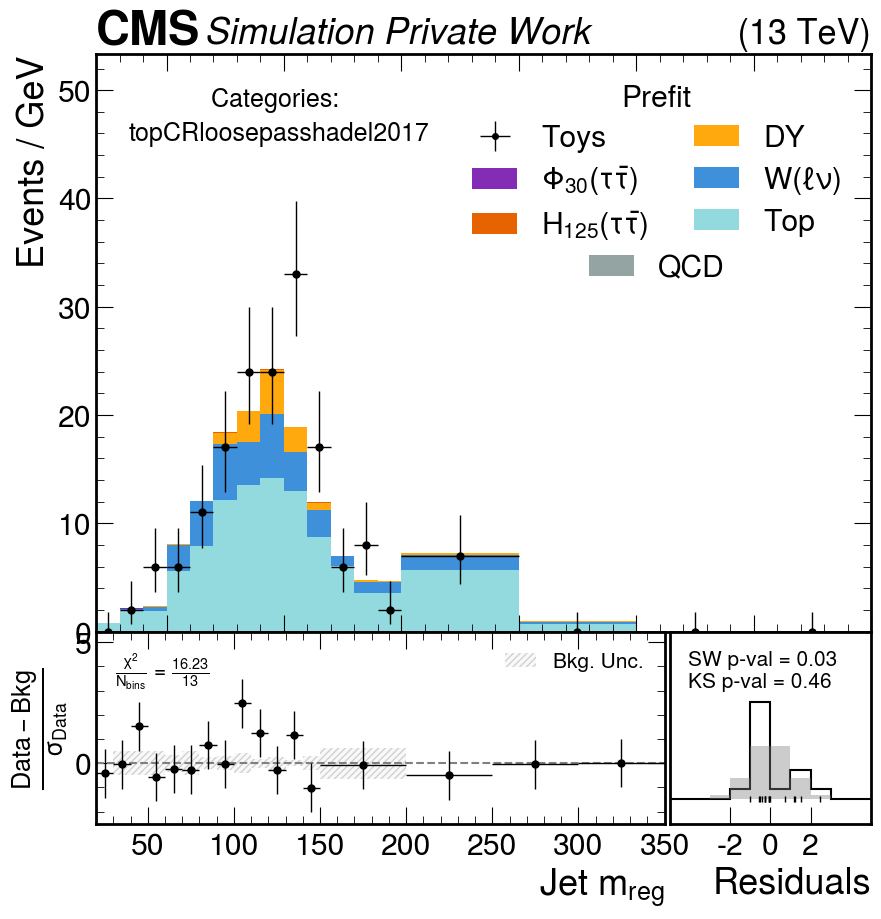 CMS Simulation Private Work (13 TeV)
Events / GeV
50
40
30
20
10
0
Categories:
topCRloosepasshadel2017
Prefit
Toys
Φ30(ττ̄)
H125(ττ̄)
DY
W(ℓν)
Top
QCD
Data – Bkg
σData
5
0
χ²
Nbins
= 16.23
13
Bkg. Unc.
50 100 150 200 250 300 350
Jet mreg
SW p-val = 0.03
KS p-val = 0.46
-2 0 2
Residuals